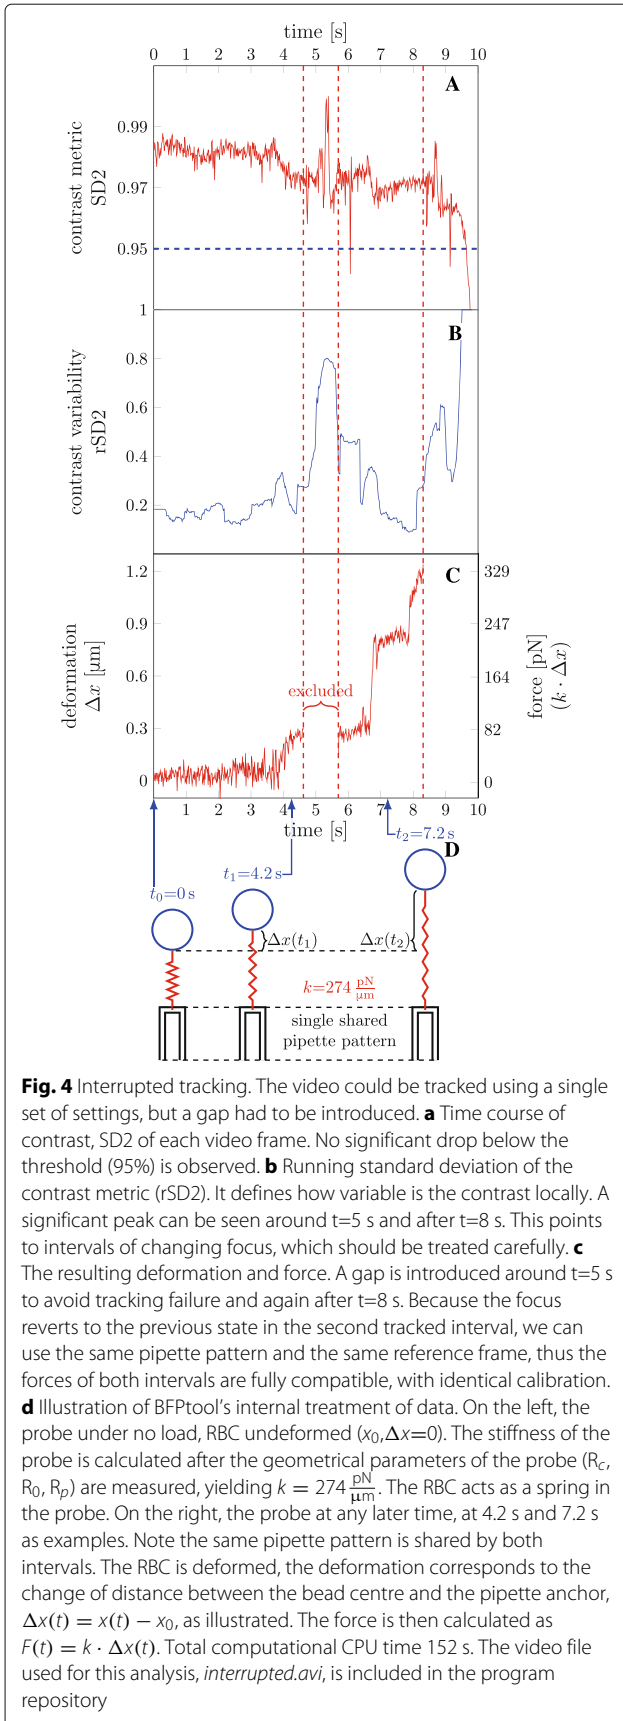 time [s]
0 1 2 3 4 5 6 7 8 9 10
A
0.99
0.97
0.95
contrast metric
SD2
1
B
0.8
0.6
0.4
0.2
contrast variability
rSD2
C
1.2
0.9
0.6
0.3
0
deformation
Δx [μm]
329
247
164
82
0
force [pN]
(k · Δx)
excluded
1 2 3 4 5 6 7 8 9 10
time [s]
t₂=7.2 s
D
t₁=4.2 s
t₀=0 s
Δx(t₁)
Δx(t₂)
k=274 pN/μm
single shared
pipette pattern
Fig. 4 Interrupted tracking. The video could be tracked using a single
set of settings, but a gap had to be introduced. a Time course of
contrast, SD2 of each video frame. No significant drop below the
threshold (95%) is observed. b Running standard deviation of the
contrast metric (rSD2). It defines how variable is the contrast locally. A
significant peak can be seen around t=5 s and after t=8 s. This points
to intervals of changing focus, which should be treated carefully. c
The resulting deformation and force. A gap is introduced around t=5 s
to avoid tracking failure and again after t=8 s. Because the focus
reverts to the previous state in the second tracked interval, we can
use the same pipette pattern and the same reference frame, thus the
forces of both intervals are fully compatible, with identical calibration.
d Illustration of BFPtool's internal treatment of data. On the left, the
probe under no load, RBC undeformed (x₀,Δx=0). The stiffness of the
probe is calculated after the geometrical parameters of the probe (R_c,
R₀, R_p) are measured, yielding k = 274 pN/μm. The RBC acts as a spring in
the probe. On the right, the probe at any later time, at 4.2 s and 7.2 s
as examples. Note the same pipette pattern is shared by both
intervals. The RBC is deformed, the deformation corresponds to the
change of distance between the bead centre and the pipette anchor,
Δx(t) = x(t) − x₀, as illustrated. The force is then calculated as
F(t) = k · Δx(t). Total computational CPU time 152 s. The video file
used for this analysis, interrupted.avi, is included in the program
repository